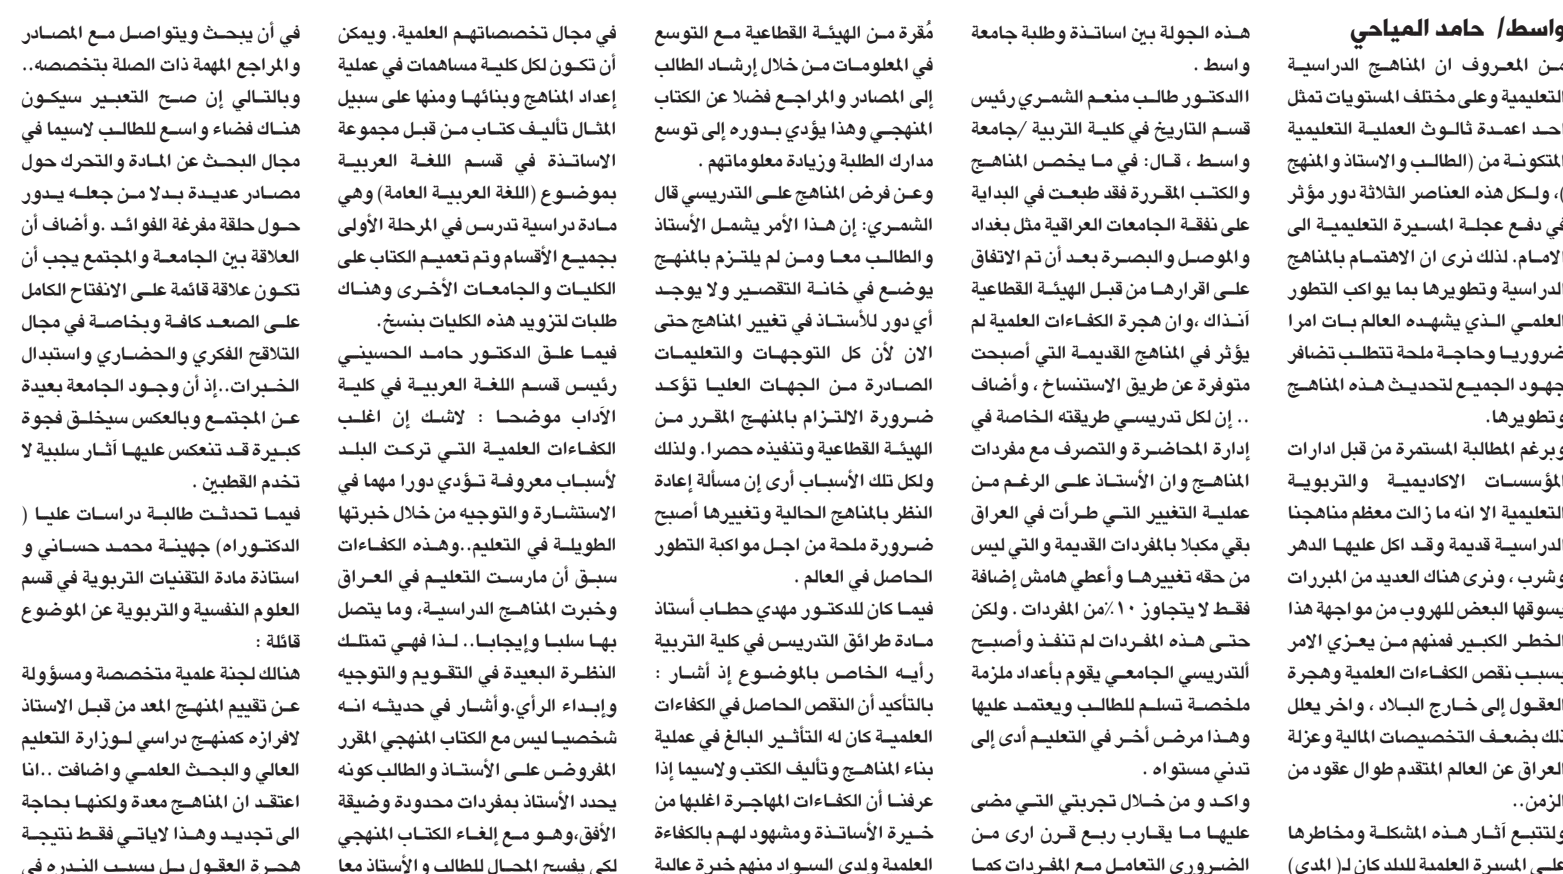 واسط/ حامد المياحي
من المعروف ان المناهج الدراسية
التعليمية وعلى مختلف المستويات تمثل
احد اعمدة ثالوث العملية التعليمية
المتكونة من (الطالب والاستاذ والمنهج
)، ولكل هذه العناصر الثلاثة دور مؤثر
في دفع عجلة المسيرة التعليمية الى
الامام. لذلك نرى ان الاهتمام بالمناهج
الدراسية وتطويرها بما يواكب التطور
العلمي الذي يشهده العالم بات امرا
ضروريا وحاجة ملحة تتطلب تضافر
جهود الجميع لتحديث هذه المناهج
وتطويرها.
وبرغم المطالبة المستمرة من قبل ادارات
المؤسسات الاكاديمية والتربوية
التعليمية الا انه ما زالت معظم مناهجنا
الدراسية قديمة وقد اكل عليها الدهر
وشرب ، ونرى هناك العديد من المبررات
يسوقها البعض للهروب من مواجهة هذا
الخطر الكبير فمنهم من يعزي الامر
بسبب نقص الكفاءات العلمية وهجرة
العقول إلى خارج البلاد ، واخر يعلل
ذلك بضعف التخصيصات المالية وعزلة
العراق عن العالم المتقدم طوال عقود من
الزمن..
ولتتبع آثار هذه المشكلة ومخاطرها
على المسيرة العلمية للبلد كان لـ( المدى)
هذه الجولة بين اساتذة وطلبة جامعة
واسط .
االدكتور طالب منعم الشمري رئيس
قسم التاريخ في كلية التربية /جامعة
واسط ، قال: في ما يخص المناهج
والكتب المقررة فقد طبعت في البداية
على نفقة الجامعات العراقية مثل بغداد
والموصل والبصرة بعد أن تم الاتفاق
على اقرارها من قبل الهيئة القطاعية
آنذاك ،وان هجرة الكفاءات العلمية لم
يؤثر في المناهج القديمة التي أصبحت
متوفرة عن طريق الاستنساخ ، وأضاف
.. إن لكل تدريسي طريقته الخاصة في
إدارة المحاضرة والتصرف مع مفردات
المناهج وان الأستاذ على الرغم من
عملية التغيير التي طرأت في العراق
بقي مكبلا بالمفردات القديمة والتي ليس
من حقه تغييرها وأعطي هامش إضافة
فقط لا يتجاوز ١٠٪من المفردات . ولكن
حتى هذه المفردات لم تنفذ وأصبح
ألتدريسي الجامعي يقوم بأعداد ملزمة
ملخصة تسلم للطالب ويعتمد عليها
وهذا مرض أخر في التعليم أدى إلى
تدني مستواه .
واكد و من خلال تجربتي التي مضى
عليها ما يقارب ربع قرن ارى من
الضروري التعامل مع المفردات كما
مُقرة من الهيئة القطاعية مع التوسع
في المعلومات من خلال إرشاد الطالب
إلى المصادر والمراجع فضلا عن الكتاب
المنهجي وهذا يؤدي بدوره إلى توسع
مدارك الطلبة وزيادة معلوماتهم .
وعن فرض المناهج على التدريسي قال
الشمري: إن هذا الأمر يشمل الأستاذ
والطالب معا ومن لم يلتزم بالمنهج
يوضع في خانة التقصير ولا يوجد
أي دور للأستاذ في تغيير المناهج حتى
الان لأن كل التوجهات والتعليمات
الصادرة من الجهات العليا تؤكد
ضرورة الالتزام بالمنهج المقرر من
الهيئة القطاعية وتنفيذه حصرا. ولذلك
ولكل تلك الأسباب أرى إن مسألة إعادة
النظر بالمناهج الحالية وتغييرها أصبح
ضرورة ملحة من اجل مواكبة التطور
الحاصل في العالم .
فيما كان للدكتور مهدي حطاب أستاذ
مادة طرائق التدريس في كلية التربية
رأيه الخاص بالموضوع إذ أشار :
بالتأكيد أن النقص الحاصل في الكفاءات
العلمية كان له التأثير البالغ في عملية
بناء المناهج وتأليف الكتب ولاسيما إذا
عرفنا أن الكفاءات المهاجرة اغلبها من
خيرة الأساتذة ومشهود لهم بالكفاءة
العلمية ولدى السواد منهم خبرة عالية
في مجال تخصصاتهم العلمية. ويمكن
أن تكون لكل كلية مساهمات في عملية
إعداد المناهج وبنائها ومنها على سبيل
المثال تأليف كتاب من قبل مجموعة
الاساتذة في قسم اللغة العربية
بموضوع (اللغة العربية العامة) وهي
مادة دراسية تدرس في المرحلة الأولى
بجميع الأقسام وتم تعميم الكتاب على
الكليات والجامعات الأخرى وهناك
طلبات لتزويد هذه الكليات بنسخ.
فيما علق الدكتور حامد الحسيني
رئيس قسم اللغة العربية في كلية
الآداب موضحا : لاشك إن اغلب
الكفاءات العلمية التي تركت البلد
لأسباب معروفة تؤدي دورا مهما في
الاستشارة والتوجيه من خلال خبرتها
الطويلة في التعليم..وهذه الكفاءات
سبق أن مارست التعليم في العراق
وخبرت المناهج الدراسية، وما يتصل
بها سلبا وإيجابا.. لذا فهي تمتلك
النظرة البعيدة في التقويم والتوجيه
وإبداء الرأي.وأشار في حديثه انه
شخصيا ليس مع الكتاب المنهجي المقرر
المفروض على الأستاذ والطالب كونه
يحدد الأستاذ بمفردات محدودة وضيقة
الأفق،وهو مع إلغاء الكتاب المنهجي
لكي يفسح المجال للطالب والأستاذ معا
في أن يبحث ويتواصل مع المصادر
والمراجع المهمة ذات الصلة بتخصصه..
وبالتالي إن صح التعبير سيكون
هناك فضاء واسع للطالب لاسيما في
مجال البحث عن المادة والتحرك حول
مصادر عديدة بدلا من جعله يدور
حول حلقة مفرغة الفوائد .وأضاف أن
العلاقة بين الجامعة والمجتمع يجب أن
تكون علاقة قائمة على الانفتاح الكامل
على الصعد كافة وبخاصة في مجال
التلاقح الفكري والحضاري واستبدال
الخبرات..إذ أن وجود الجامعة بعيدة
عن المجتمع وبالعكس سيخلق فجوة
كبيرة قد تنعكس عليها آثار سلبية لا
تخدم القطبين .
فيما تحدثت طالبة دراسات عليا (
الدكتوراه) جهينة محمد حساني و
استاذة مادة التقنيات التربوية في قسم
العلوم النفسية والتربوية عن الموضوع
قائلة :
هنالك لجنة علمية متخصصة ومسؤولة
عن تقييم المنهج المعد من قبل الاستاذ
لافرازه كمنهج دراسي لوزارة التعليم
العالي والبحث العلمي واضافت ..انا
اعتقد ان المناهج معدة ولكنها بحاجة
الى تجديد وهذا لاياتي فقط نتيجة
هجرة العقول بل بسبب الندره في